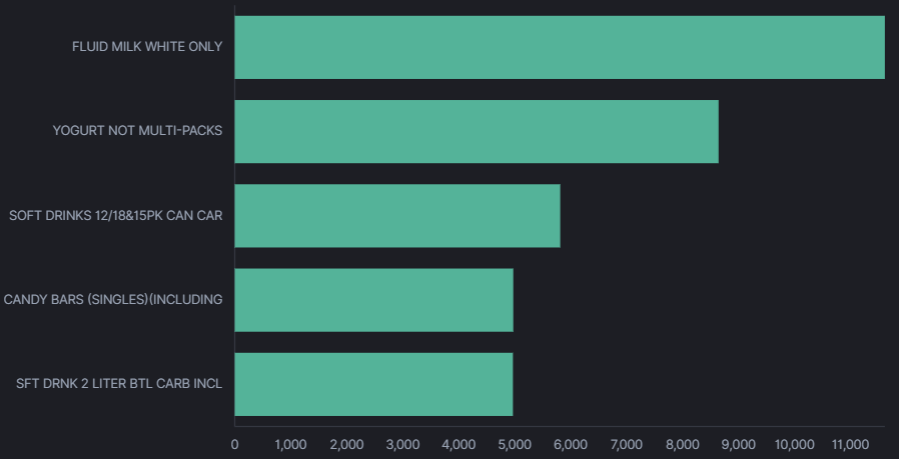 FLUID MILK WHITE ONLY
YOGURT NOT MULTI-PACKS
SOFT DRINKS 12/18&15PK CAN CAR
CANDY BARS (SINGLES)(INCLUDING
SFT DRNK 2 LITER BTL CARB INCL
0 1,000 2,000 3,000 4,000 5,000 6,000 7,000 8,000 9,000 10,000 11,000